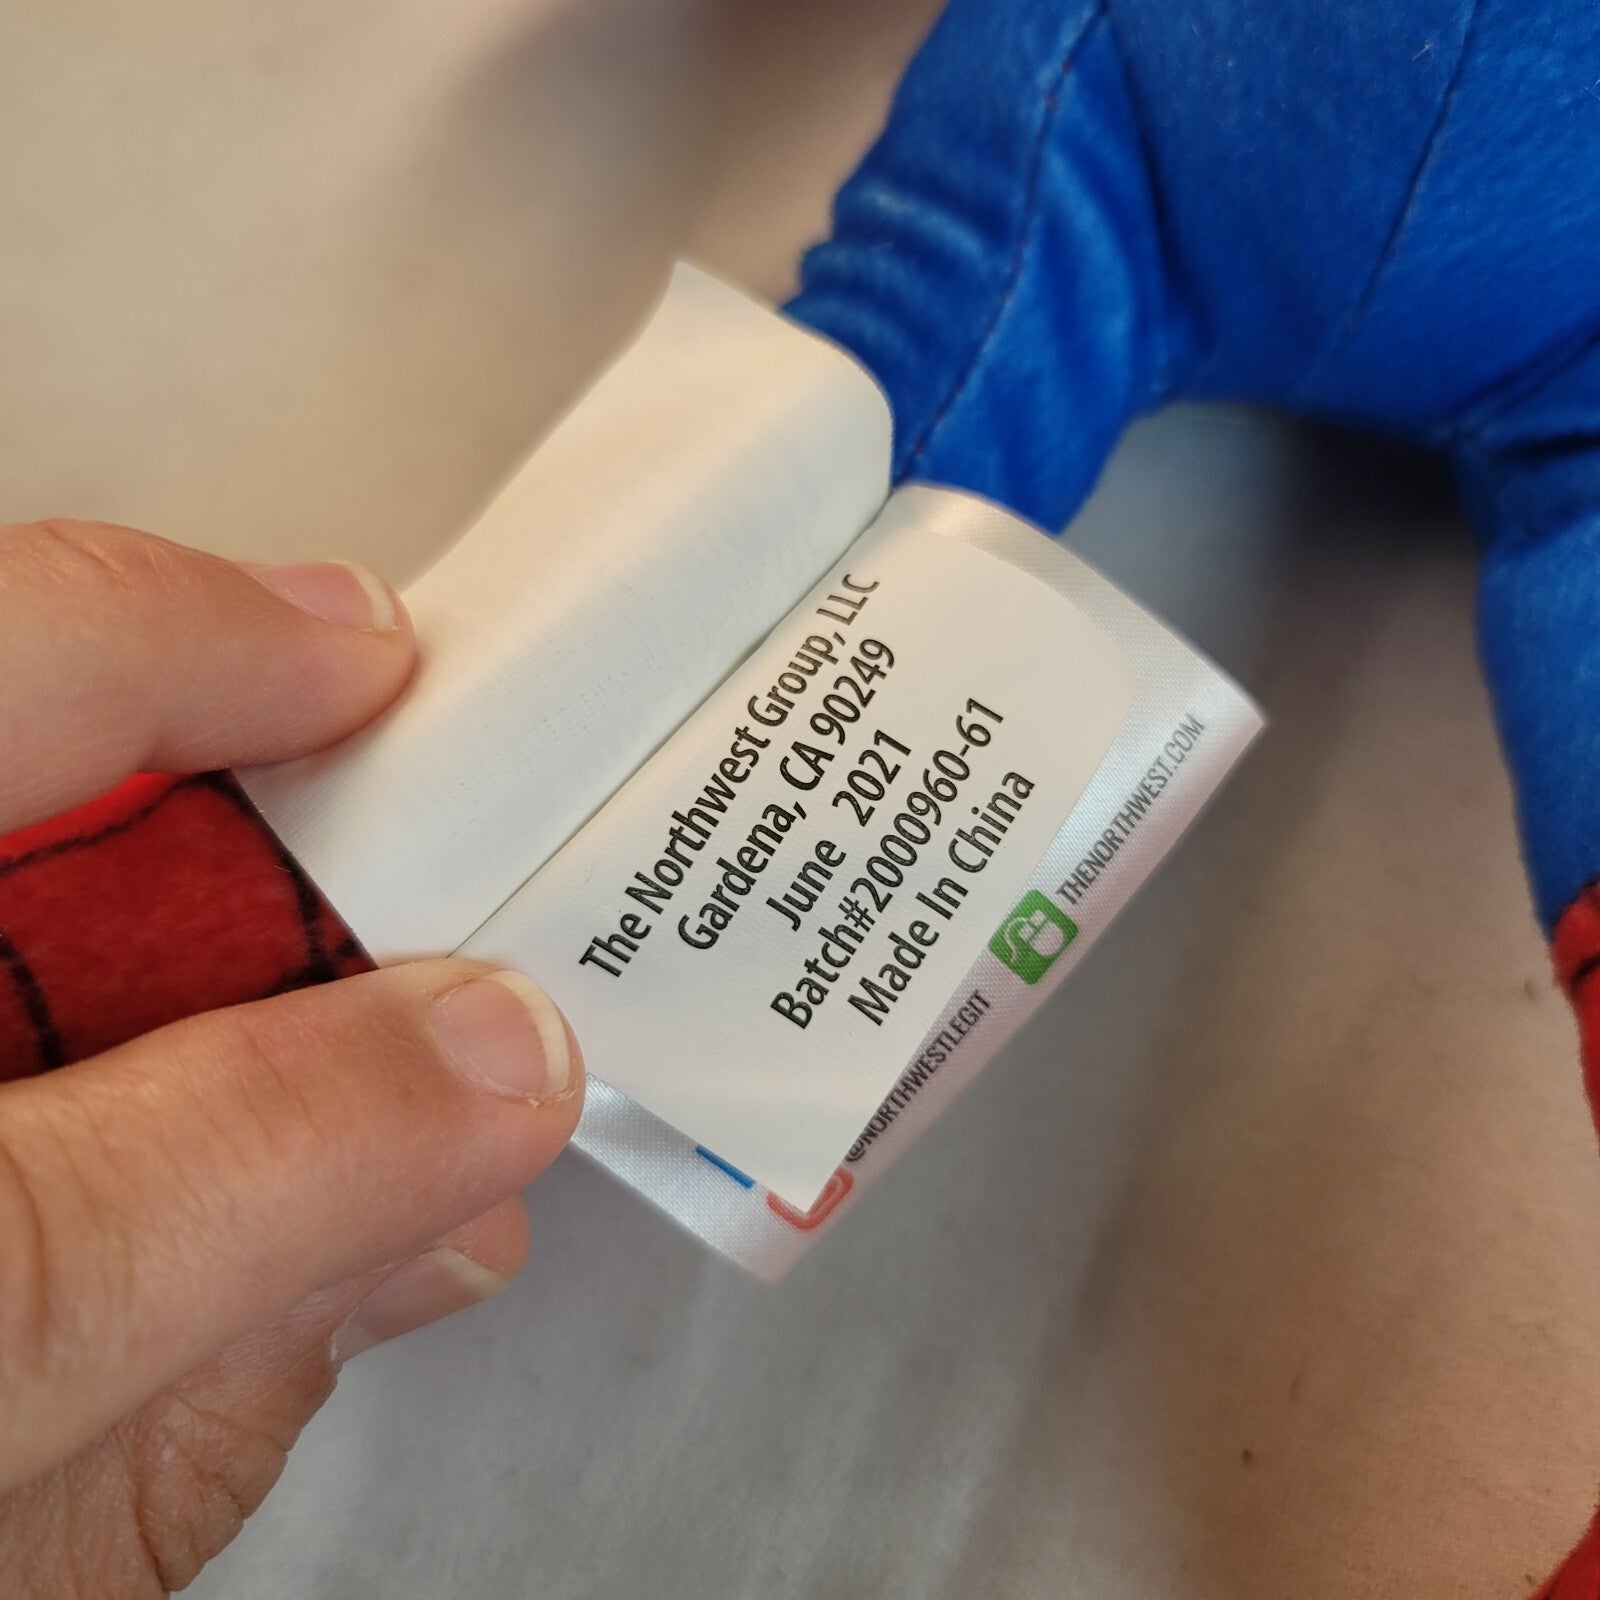 The Northwest Group, LLC
Gardena, CA 90249
June 2021
Batch#2000960-61
Made In China
THENORTHWEST.COM
@NORTHWESTLEGIT